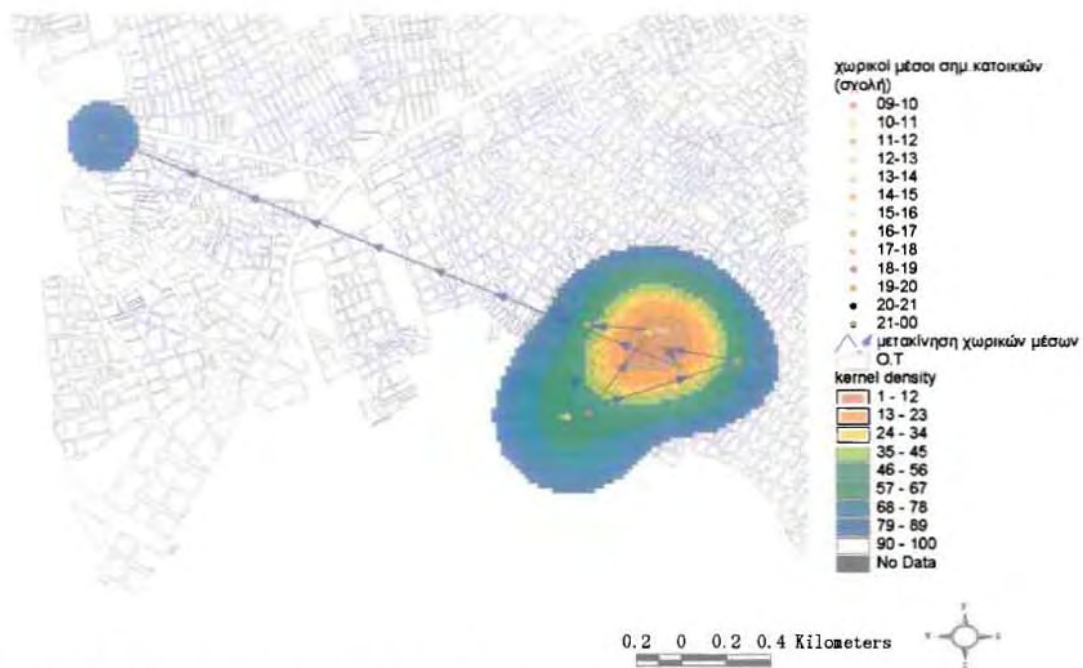 χωρικοί μέσοι σημ κατοικιών
(σχολή)
09-10
10-11
11-12
12-13
13-14
14-15
15-16
16-17
17-18
18-19
19-20
20-21
21-00
μετακίνηση χωρικών μέσων
Ο.Τ
kernel density
1 - 12
13 - 23
24 - 34
35 - 45
46 - 56
57 - 67
68 - 78
79 - 89
90 - 100
No Data
0.2 0 0.2 0.4 Kilometers